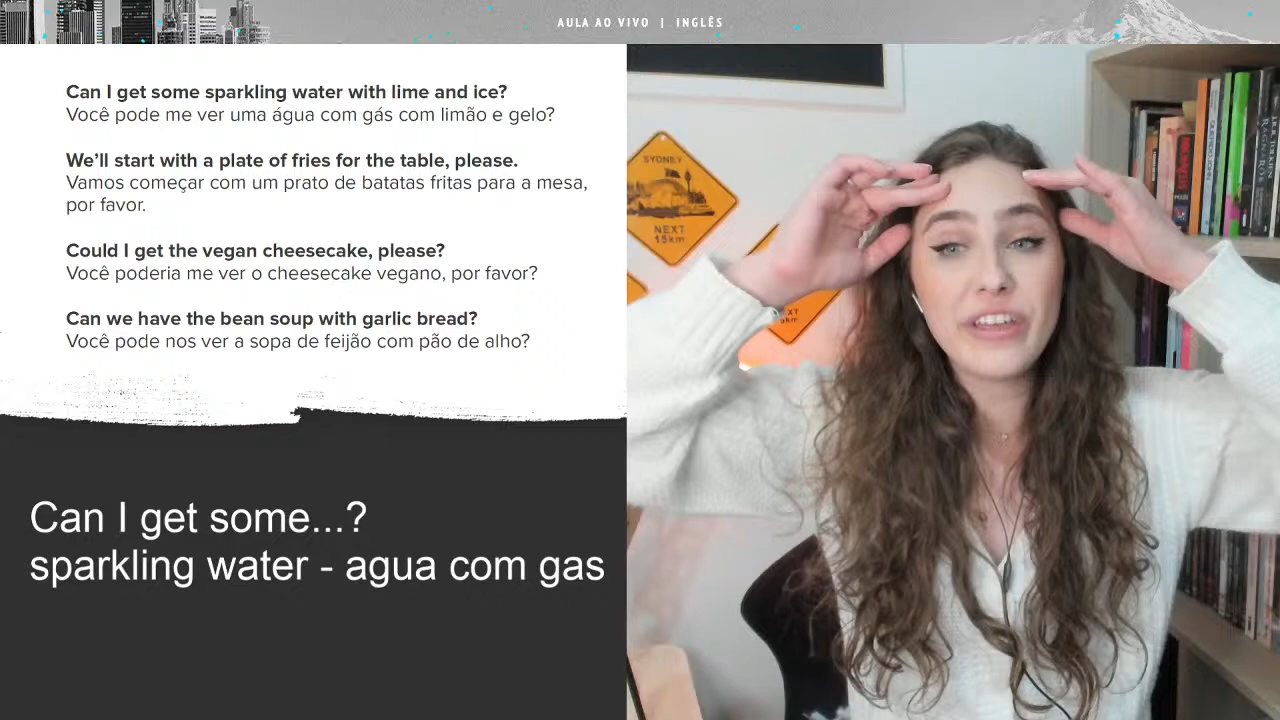 AULA AO VIVO | INGLÊS
Can I get some sparkling water with lime and ice?
Você pode me ver uma água com gás com limão e gelo?
We’ll start with a plate of fries for the table, please.
Vamos começar com um prato de batatas fritas para a mesa,
por favor.
Could I get the vegan cheesecake, please?
Você poderia me ver o cheesecake vegano, por favor?
Can we have the bean soup with garlic bread?
Você pode nos ver a sopa de feijão com pão de alho?
Can I get some...?
sparkling water - agua com gas
SYDNEY
NEXT
15km
RAGNAROK